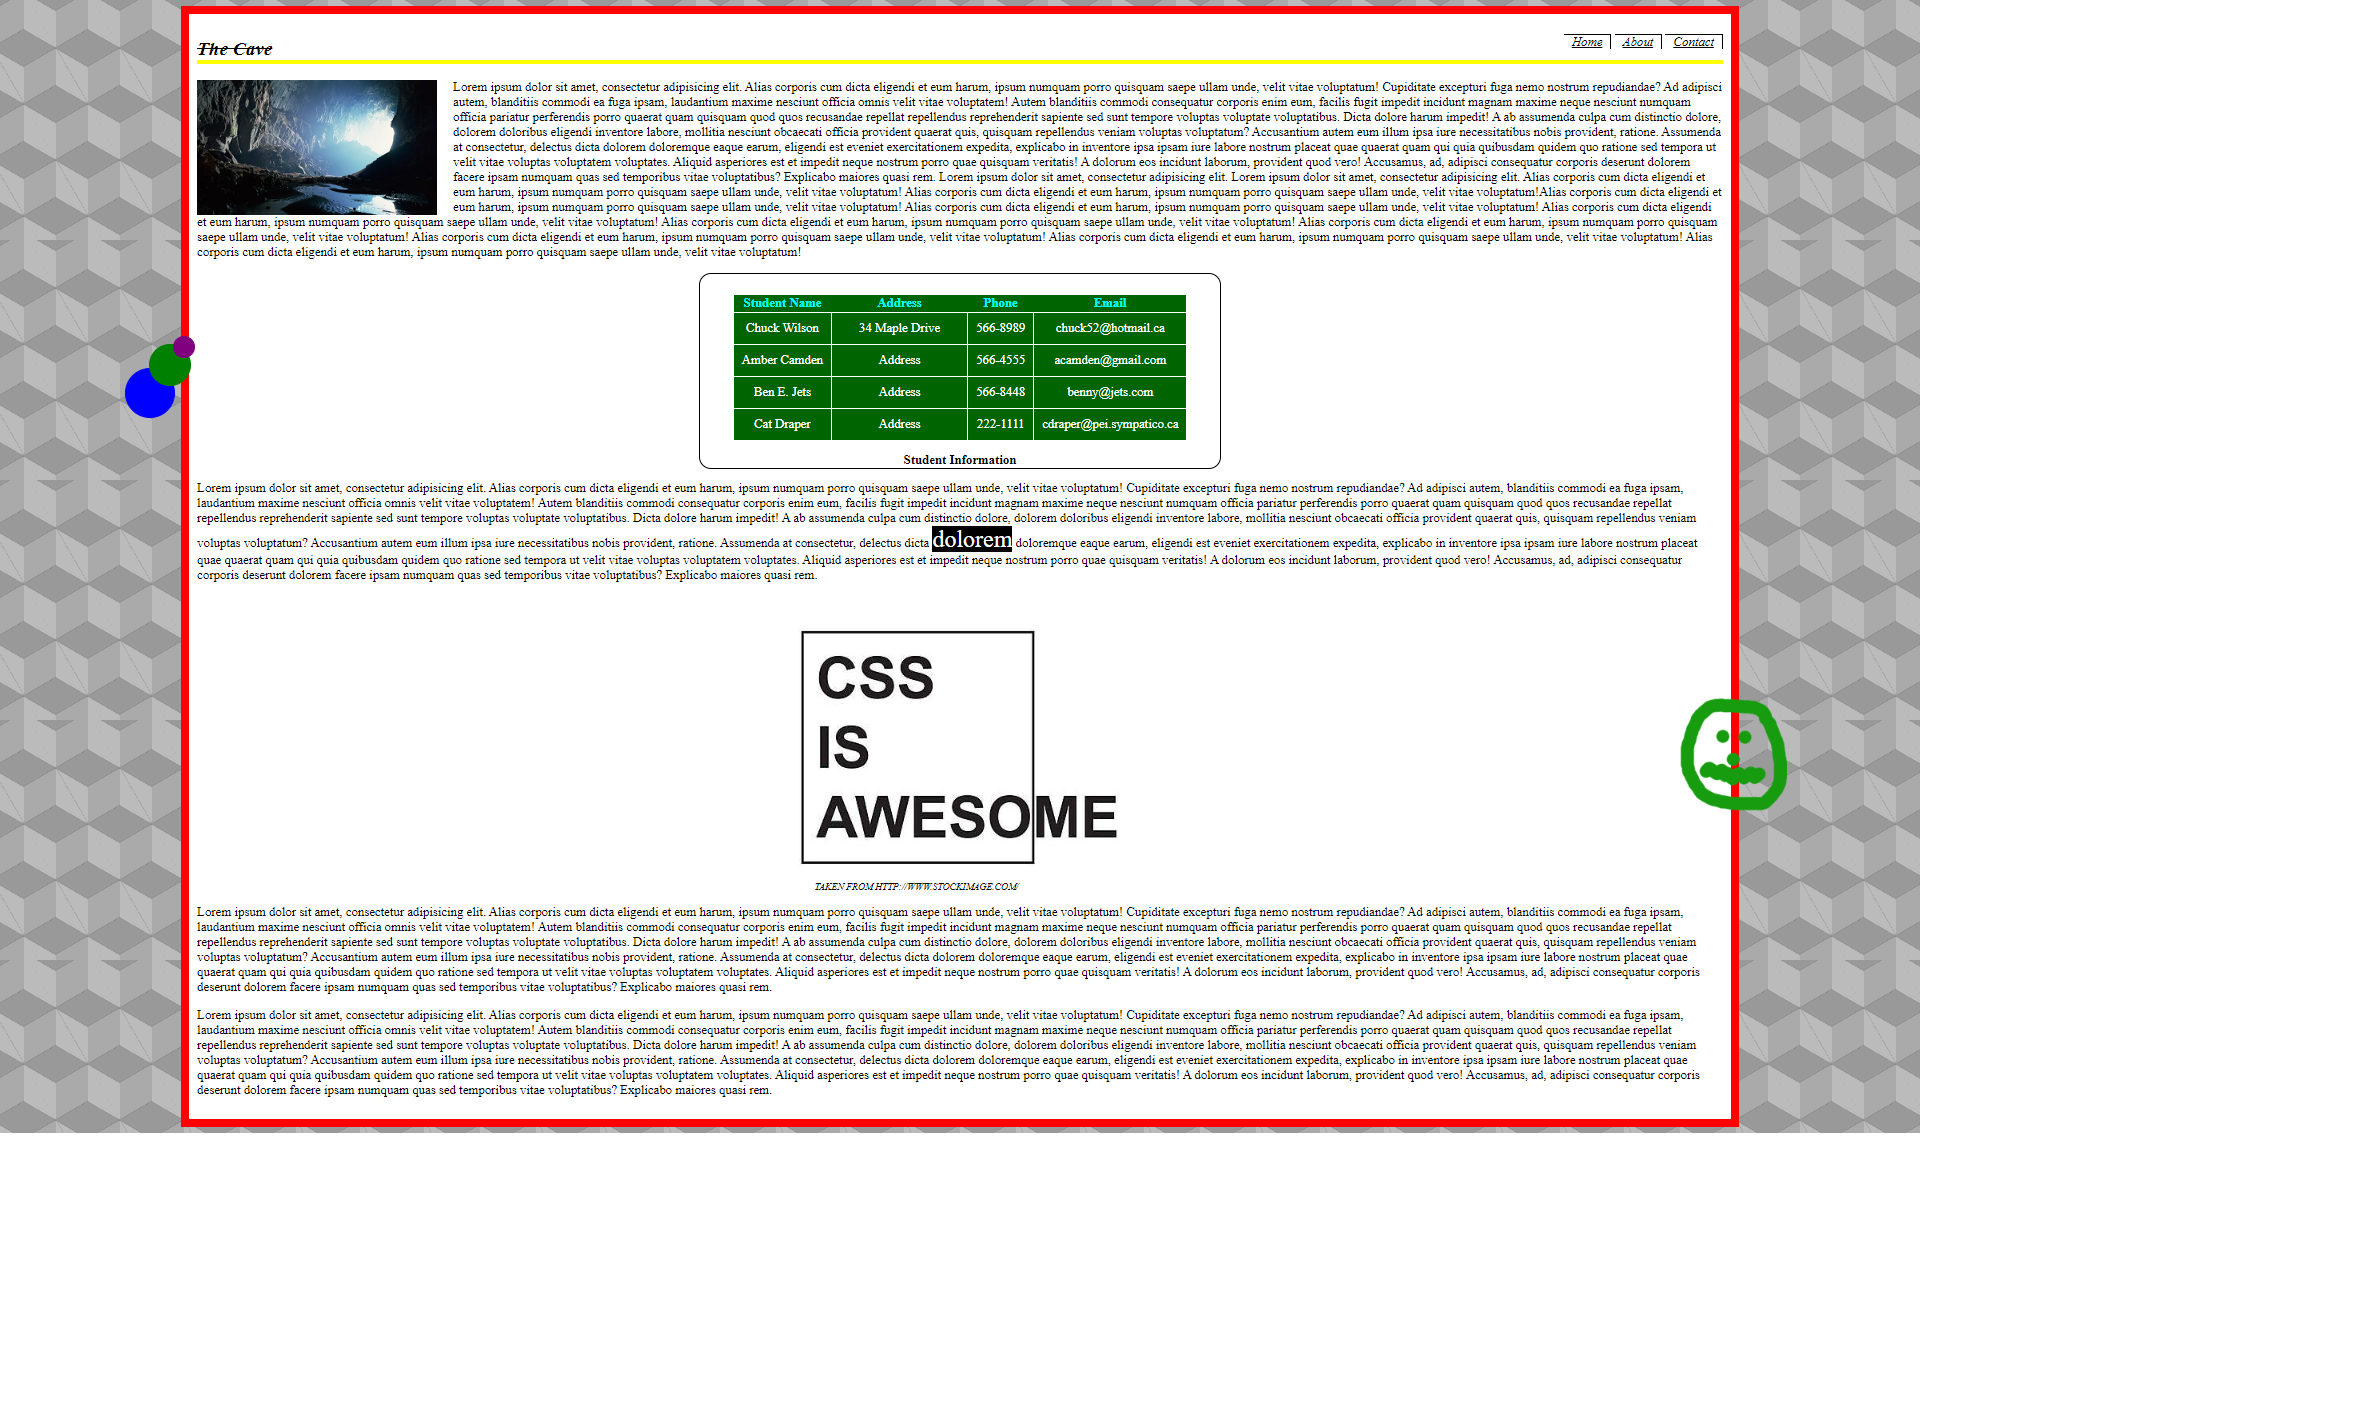 The Cave
Home About Contact
Lorem ipsum dolor sit amet, consectetur adipisicing elit. Alias corporis cum dicta eligendi et eum harum, ipsum numquam porro quisquam saepe ullam unde, velit vitae voluptatum! Cupiditate excepturi fuga nemo nostrum repudiandae? Ad adipisci
autem, blanditiis commodi ea fuga ipsam, laudantium maxime nesciunt officia omnis velit vitae voluptatem! Autem blanditiis commodi consequatur corporis enim eum, facilis fugit impedit incidunt magnam maxime neque nesciunt numquam
officia pariatur perferendis porro quaerat quam quisquam quod quos recusandae repellat repellendus reprehenderit sapiente sed sunt tempore voluptas voluptate voluptatibus. Dicta dolore harum impedit! A ab assumenda culpa cum distinctio dolore,
dolorem doloribus eligendi inventore labore, mollitia nesciunt obcaecati officia provident quaerat quis, quisquam repellendus veniam voluptas voluptatum? Accusantium autem eum illum ipsa iure necessitatibus nobis provident, ratione. Assumenda
at consectetur, delectus dicta dolorem doloremque eaque earum, eligendi est eveniet exercitationem expedita, explicabo in inventore ipsa ipsam iure labore nostrum placeat quae quaerat quam qui quia quibusdam quidem quo ratione sed tempora ut
velit vitae voluptas voluptatem voluptates. Aliquid asperiores est et impedit neque nostrum porro quae quisquam veritatis! A dolorum eos incidunt laborum, provident quod vero! Accusamus, ad, adipisci consequatur corporis deserunt dolorem
facere ipsam numquam quas sed temporibus vitae voluptatibus? Explicabo maiores quasi rem. Lorem ipsum dolor sit amet, consectetur adipisicing elit. Lorem ipsum dolor sit amet, consectetur adipisicing elit. Alias corporis cum dicta eligendi et
eum harum, ipsum numquam porro quisquam saepe ullam unde, velit vitae voluptatum! Alias corporis cum dicta eligendi et eum harum, ipsum numquam porro quisquam saepe ullam unde, velit vitae voluptatum!Alias corporis cum dicta eligendi et
eum harum, ipsum numquam porro quisquam saepe ullam unde, velit vitae voluptatum! Alias corporis cum dicta eligendi et eum harum, ipsum numquam porro quisquam saepe ullam unde, velit vitae voluptatum! Alias corporis cum dicta eligendi
et eum harum, ipsum numquam porro quisquam saepe ullam unde, velit vitae voluptatum! Alias corporis cum dicta eligendi et eum harum, ipsum numquam porro quisquam saepe ullam unde, velit vitae voluptatum! Alias corporis cum dicta eligendi et eum harum, ipsum numquam porro quisquam
saepe ullam unde, velit vitae voluptatum! Alias corporis cum dicta eligendi et eum harum, ipsum numquam porro quisquam saepe ullam unde, velit vitae voluptatum! Alias corporis cum dicta eligendi et eum harum, ipsum numquam porro quisquam saepe ullam unde, velit vitae voluptatum! Alias
corporis cum dicta eligendi et eum harum, ipsum numquam porro quisquam saepe ullam unde, velit vitae voluptatum!
Student Name Address Phone Email
Chuck Wilson 34 Maple Drive 566-8989 chuck52@hotmail.ca
Amber Camden Address 566-4555 acamden@gmail.com
Ben E. Jets Address 566-8448 benny@jets.com
Cat Draper Address 222-1111 cdraper@pei.sympatico.ca
Student Information
Lorem ipsum dolor sit amet, consectetur adipisicing elit. Alias corporis cum dicta eligendi et eum harum, ipsum numquam porro quisquam saepe ullam unde, velit vitae voluptatum! Cupiditate excepturi fuga nemo nostrum repudiandae? Ad adipisci autem, blanditiis commodi ea fuga ipsam,
laudantium maxime nesciunt officia omnis velit vitae voluptatem! Autem blanditiis commodi consequatur corporis enim eum, facilis fugit impedit incidunt magnam maxime neque nesciunt numquam officia pariatur perferendis porro quaerat quam quisquam quod quos recusandae repellat
repellendus reprehenderit sapiente sed sunt tempore voluptas voluptate voluptatibus. Dicta dolore harum impedit! A ab assumenda culpa cum distinctio dolore, dolorem doloribus eligendi inventore labore, mollitia nesciunt obcaecati officia provident quaerat quis, quisquam repellendus veniam
voluptas voluptatum? Accusantium autem eum illum ipsa iure necessitatibus nobis provident, ratione. Assumenda at consectetur, delectus dicta dolorem doloremque eaque earum, eligendi est eveniet exercitationem expedita, explicabo in inventore ipsa ipsam iure labore nostrum placeat
quae quaerat quam qui quia quibusdam quidem quo ratione sed tempora ut velit vitae voluptas voluptatem voluptates. Aliquid asperiores est et impedit neque nostrum porro quae quisquam veritatis! A dolorum eos incidunt laborum, provident quod vero! Accusamus, ad, adipisci consequatur
corporis deserunt dolorem facere ipsam numquam quas sed temporibus vitae voluptatibus? Explicabo maiores quasi rem.
CSS
IS
AWESOME
TAKEN FROM HTTP://WWW.STOCKIMAGE.COM/
Lorem ipsum dolor sit amet, consectetur adipisicing elit. Alias corporis cum dicta eligendi et eum harum, ipsum numquam porro quisquam saepe ullam unde, velit vitae voluptatum! Cupiditate excepturi fuga nemo nostrum repudiandae? Ad adipisci autem, blanditiis commodi ea fuga ipsam,
laudantium maxime nesciunt officia omnis velit vitae voluptatem! Autem blanditiis commodi consequatur corporis enim eum, facilis fugit impedit incidunt magnam maxime neque nesciunt numquam officia pariatur perferendis porro quaerat quam quisquam quod quos recusandae repellat
repellendus reprehenderit sapiente sed sunt tempore voluptas voluptate voluptatibus. Dicta dolore harum impedit! A ab assumenda culpa cum distinctio dolore, dolorem doloribus eligendi inventore labore, mollitia nesciunt obcaecati officia provident quaerat quis, quisquam repellendus veniam
voluptas voluptatum? Accusantium autem eum illum ipsa iure necessitatibus nobis provident, ratione. Assumenda at consectetur, delectus dicta dolorem doloremque eaque earum, eligendi est eveniet exercitationem expedita, explicabo in inventore ipsa ipsam iure labore nostrum placeat quae
quaerat quam qui quia quibusdam quidem quo ratione sed tempora ut velit vitae voluptas voluptatem voluptates. Aliquid asperiores est et impedit neque nostrum porro quae quisquam veritatis! A dolorum eos incidunt laborum, provident quod vero! Accusamus, ad, adipisci consequatur corporis
deserunt dolorem facere ipsam numquam quas sed temporibus vitae voluptatibus? Explicabo maiores quasi rem.
Lorem ipsum dolor sit amet, consectetur adipisicing elit. Alias corporis cum dicta eligendi et eum harum, ipsum numquam porro quisquam saepe ullam unde, velit vitae voluptatum! Cupiditate excepturi fuga nemo nostrum repudiandae? Ad adipisci autem, blanditiis commodi ea fuga ipsam,
laudantium maxime nesciunt officia omnis velit vitae voluptatem! Autem blanditiis commodi consequatur corporis enim eum, facilis fugit impedit incidunt magnam maxime neque nesciunt numquam officia pariatur perferendis porro quaerat quam quisquam quod quos recusandae repellat
repellendus reprehenderit sapiente sed sunt tempore voluptas voluptate voluptatibus. Dicta dolore harum impedit! A ab assumenda culpa cum distinctio dolore, dolorem doloribus eligendi inventore labore, mollitia nesciunt obcaecati officia provident quaerat quis, quisquam repellendus veniam
voluptas voluptatum? Accusantium autem eum illum ipsa iure necessitatibus nobis provident, ratione. Assumenda at consectetur, delectus dicta dolorem doloremque eaque earum, eligendi est eveniet exercitationem expedita, explicabo in inventore ipsa ipsam iure labore nostrum placeat quae
quaerat quam qui quia quibusdam quidem quo ratione sed tempora ut velit vitae voluptas voluptatem voluptates. Aliquid asperiores est et impedit neque nostrum porro quae quisquam veritatis! A dolorum eos incidunt laborum, provident quod vero! Accusamus, ad, adipisci consequatur corporis
deserunt dolorem facere ipsam numquam quas sed temporibus vitae voluptatibus? Explicabo maiores quasi rem.